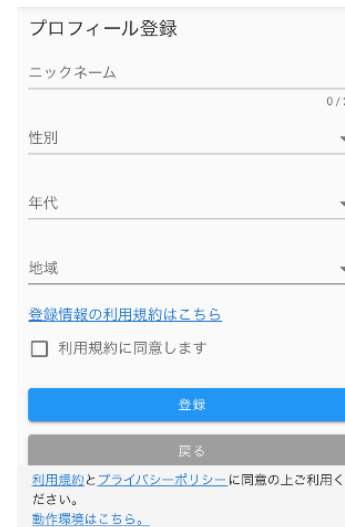 プロフィール登録
ニックネーム
0/
性別
年代
地域
登録情報の利用規約はこちら
利用規約に同意します
登録
戻る
利用規約とプライバシーポリシーに同意の上ご利用く
ださい。
動作環境はこちら。